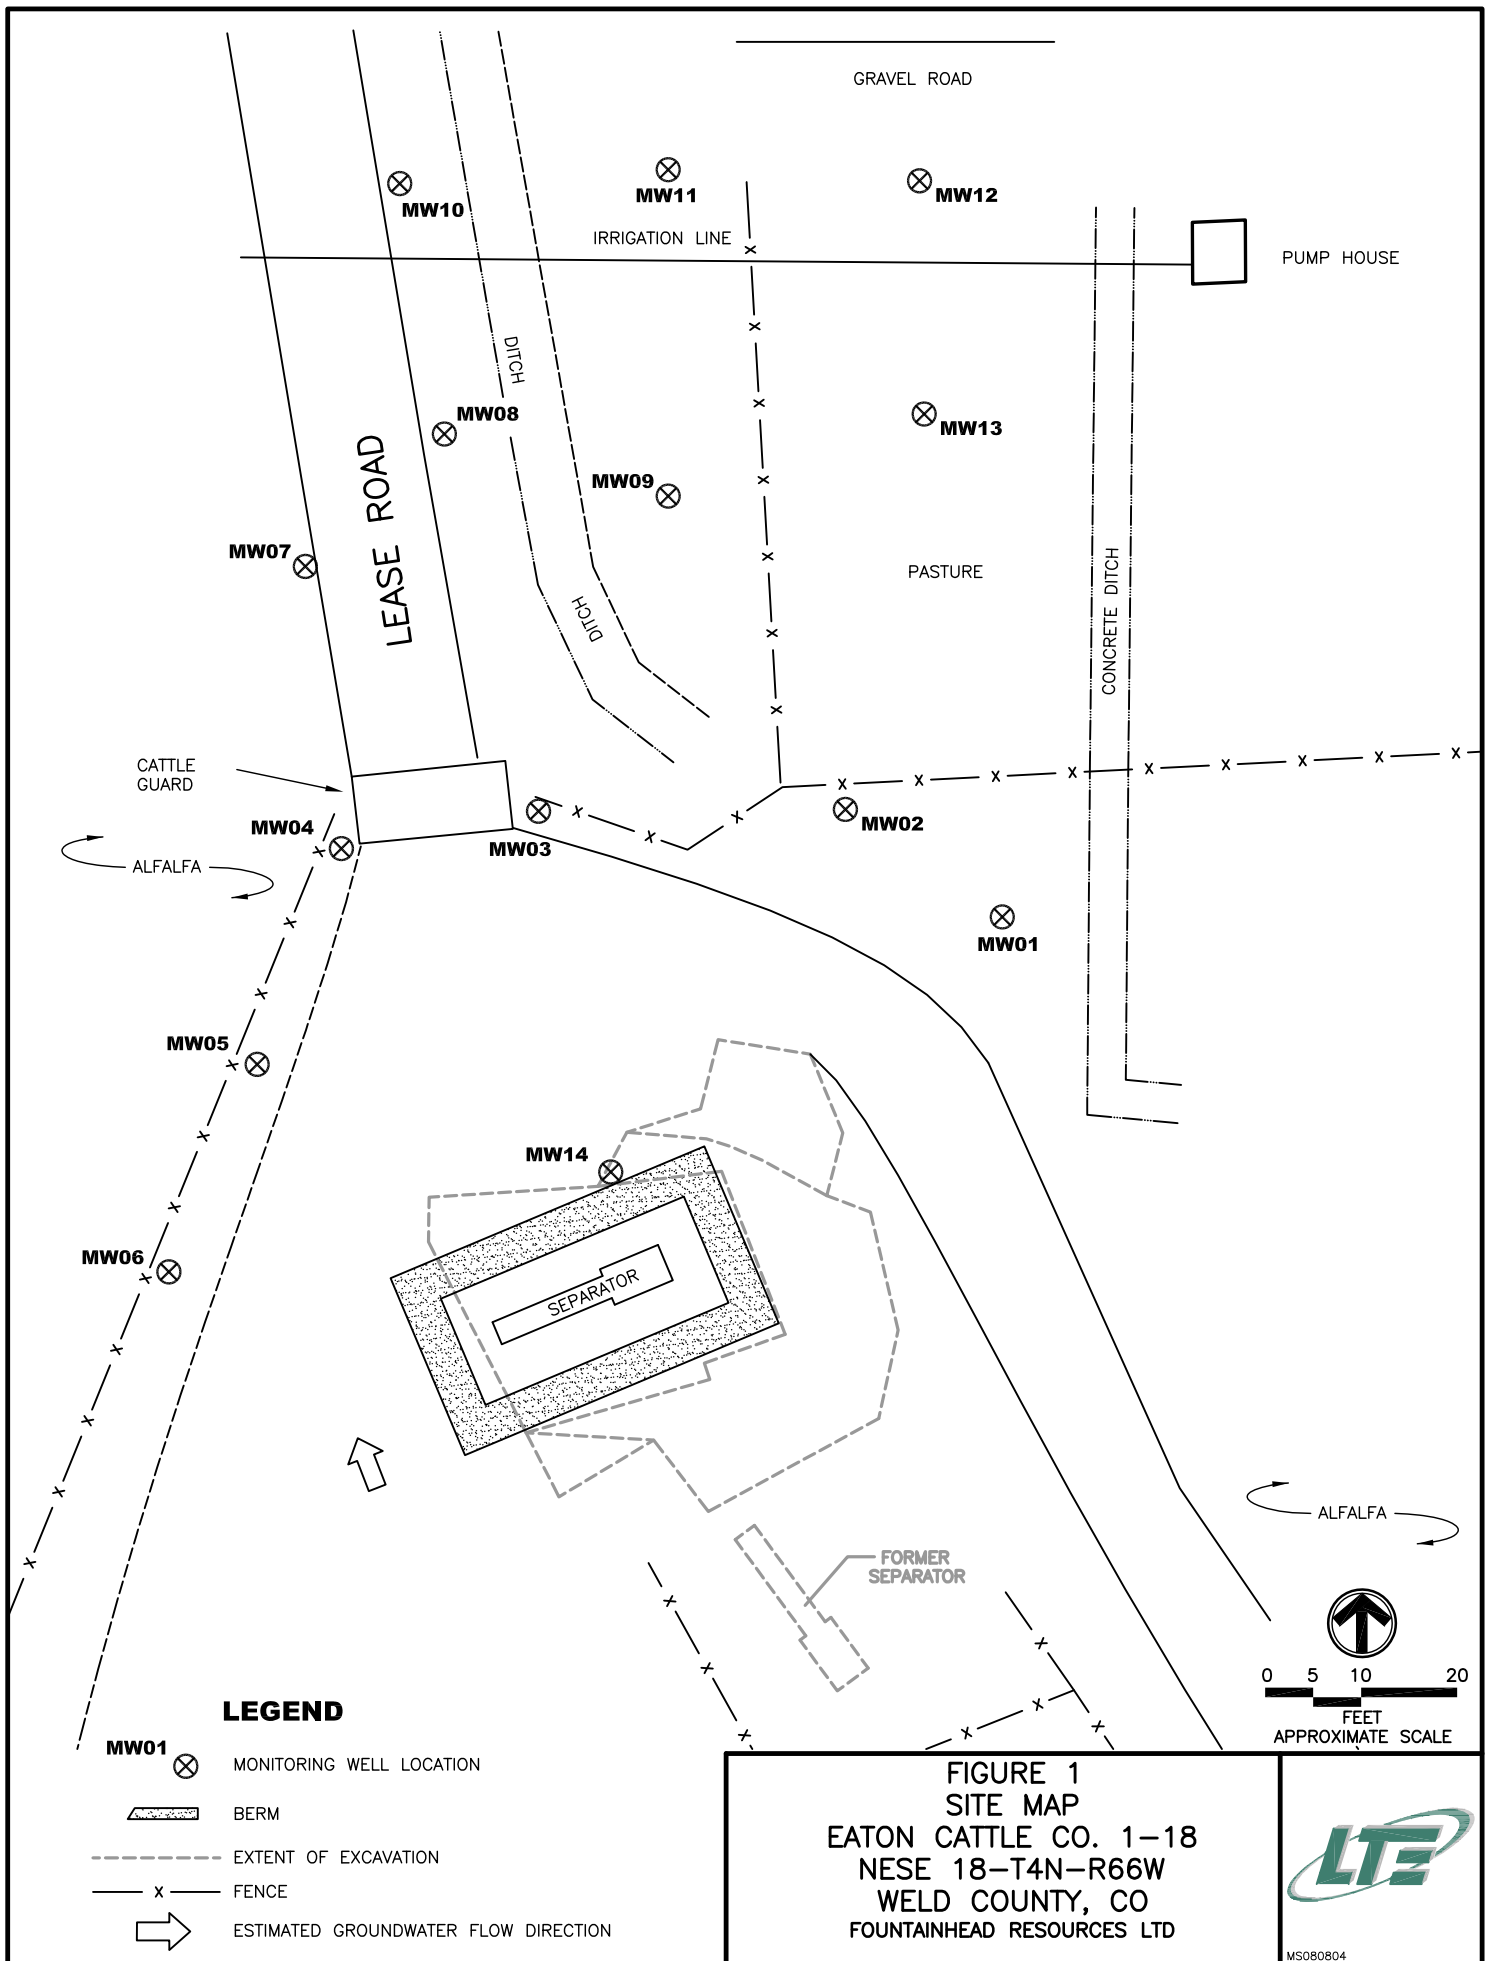 GRAVEL ROAD
MW10
MW11
MW12
IRRIGATION LINE
PUMP HOUSE
DITCH
MW08
MW13
LEASE ROAD
MW09
MW07
PASTURE
DITCH
CONCRETE DITCH
CATTLE
GUARD
MW04
MW03
MW02
ALFALFA
MW01
MW05
MW14
MW06
SEPARATOR
ALFALFA
FORMER
SEPARATOR
0 5 10 20
FEET
APPROXIMATE SCALE
LEGEND
MW01
MONITORING WELL LOCATION
BERM
EXTENT OF EXCAVATION
x FENCE
ESTIMATED GROUNDWATER FLOW DIRECTION
FIGURE 1
SITE MAP
EATON CATTLE CO. 1-18
NESE 18-T4N-R66W
WELD COUNTY, CO
FOUNTAINHEAD RESOURCES LTD
LTE
MS080804